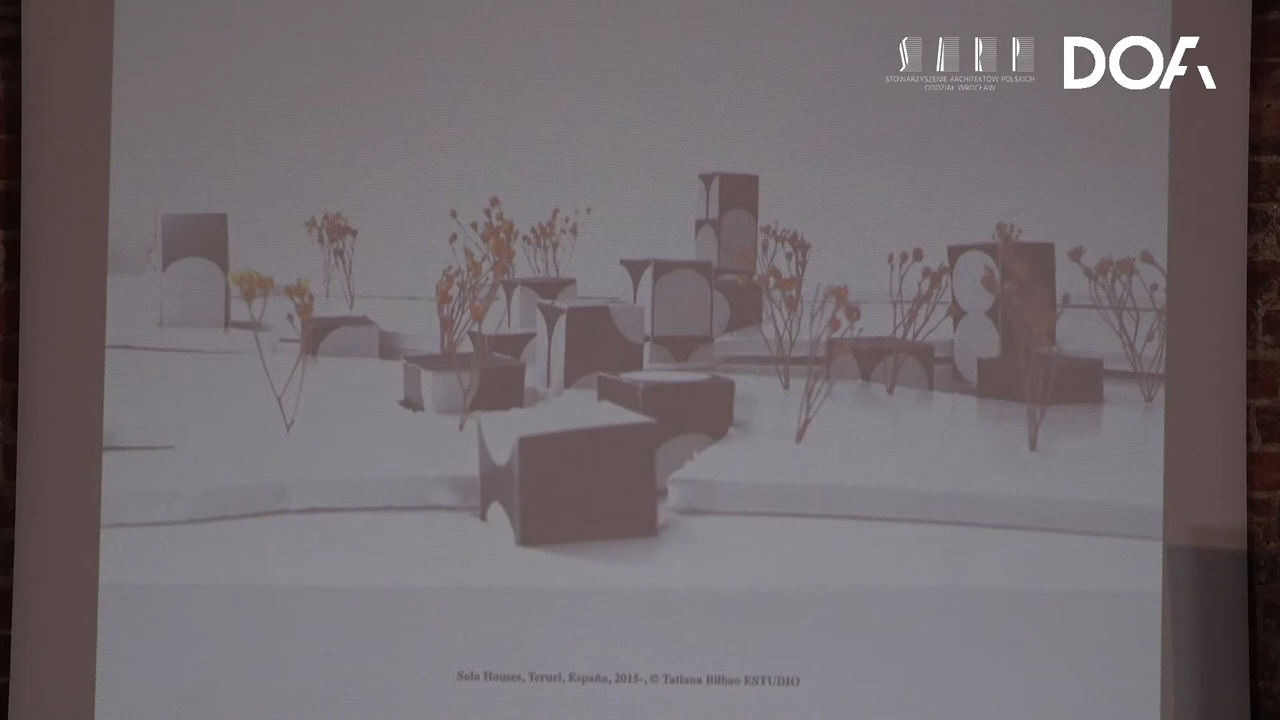 SARP
STOWARZYSZENIE ARCHITEKTÓW POLSKICH
ODDZIAŁ WROCŁAW
DOFA
Solo Houses, Teruel, España, 2015-, © Tatiana Bilbao ESTUDIO